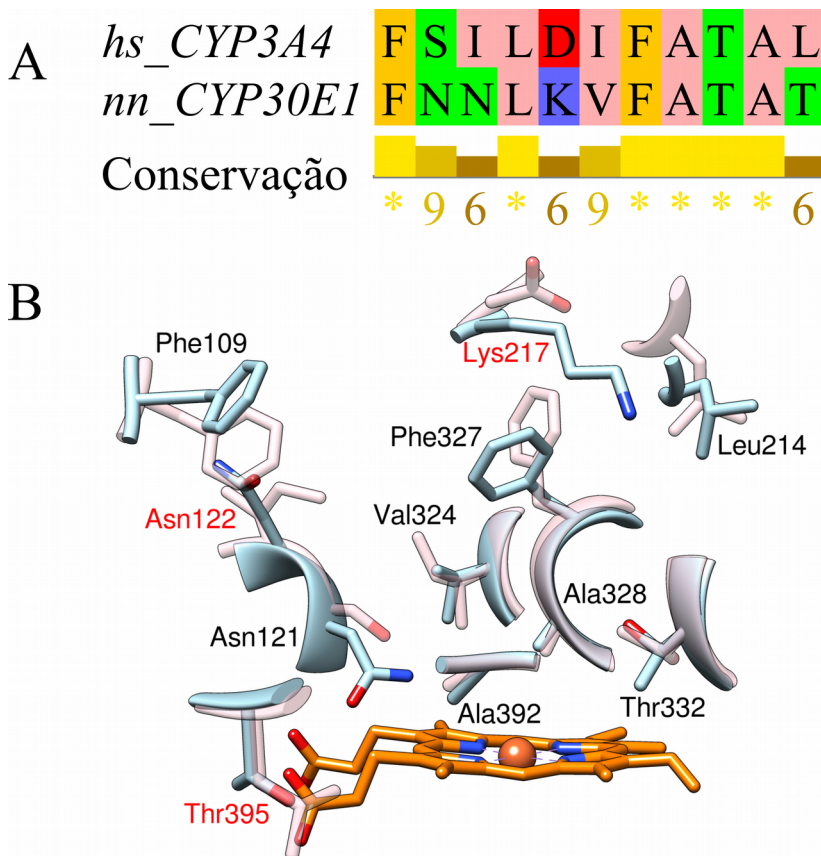 A
hs_CYP3A4 F S I L D I F A T A L
nn_CYP30E1 F N N L K V F A T A T
Conservação
* 9 6 * 6 9 * * * * 6
B
Phe109
Lys217
Leu214
Phe327
Asn122
Val324
Ala328
Asn121
Ala392
Thr332
Thr395